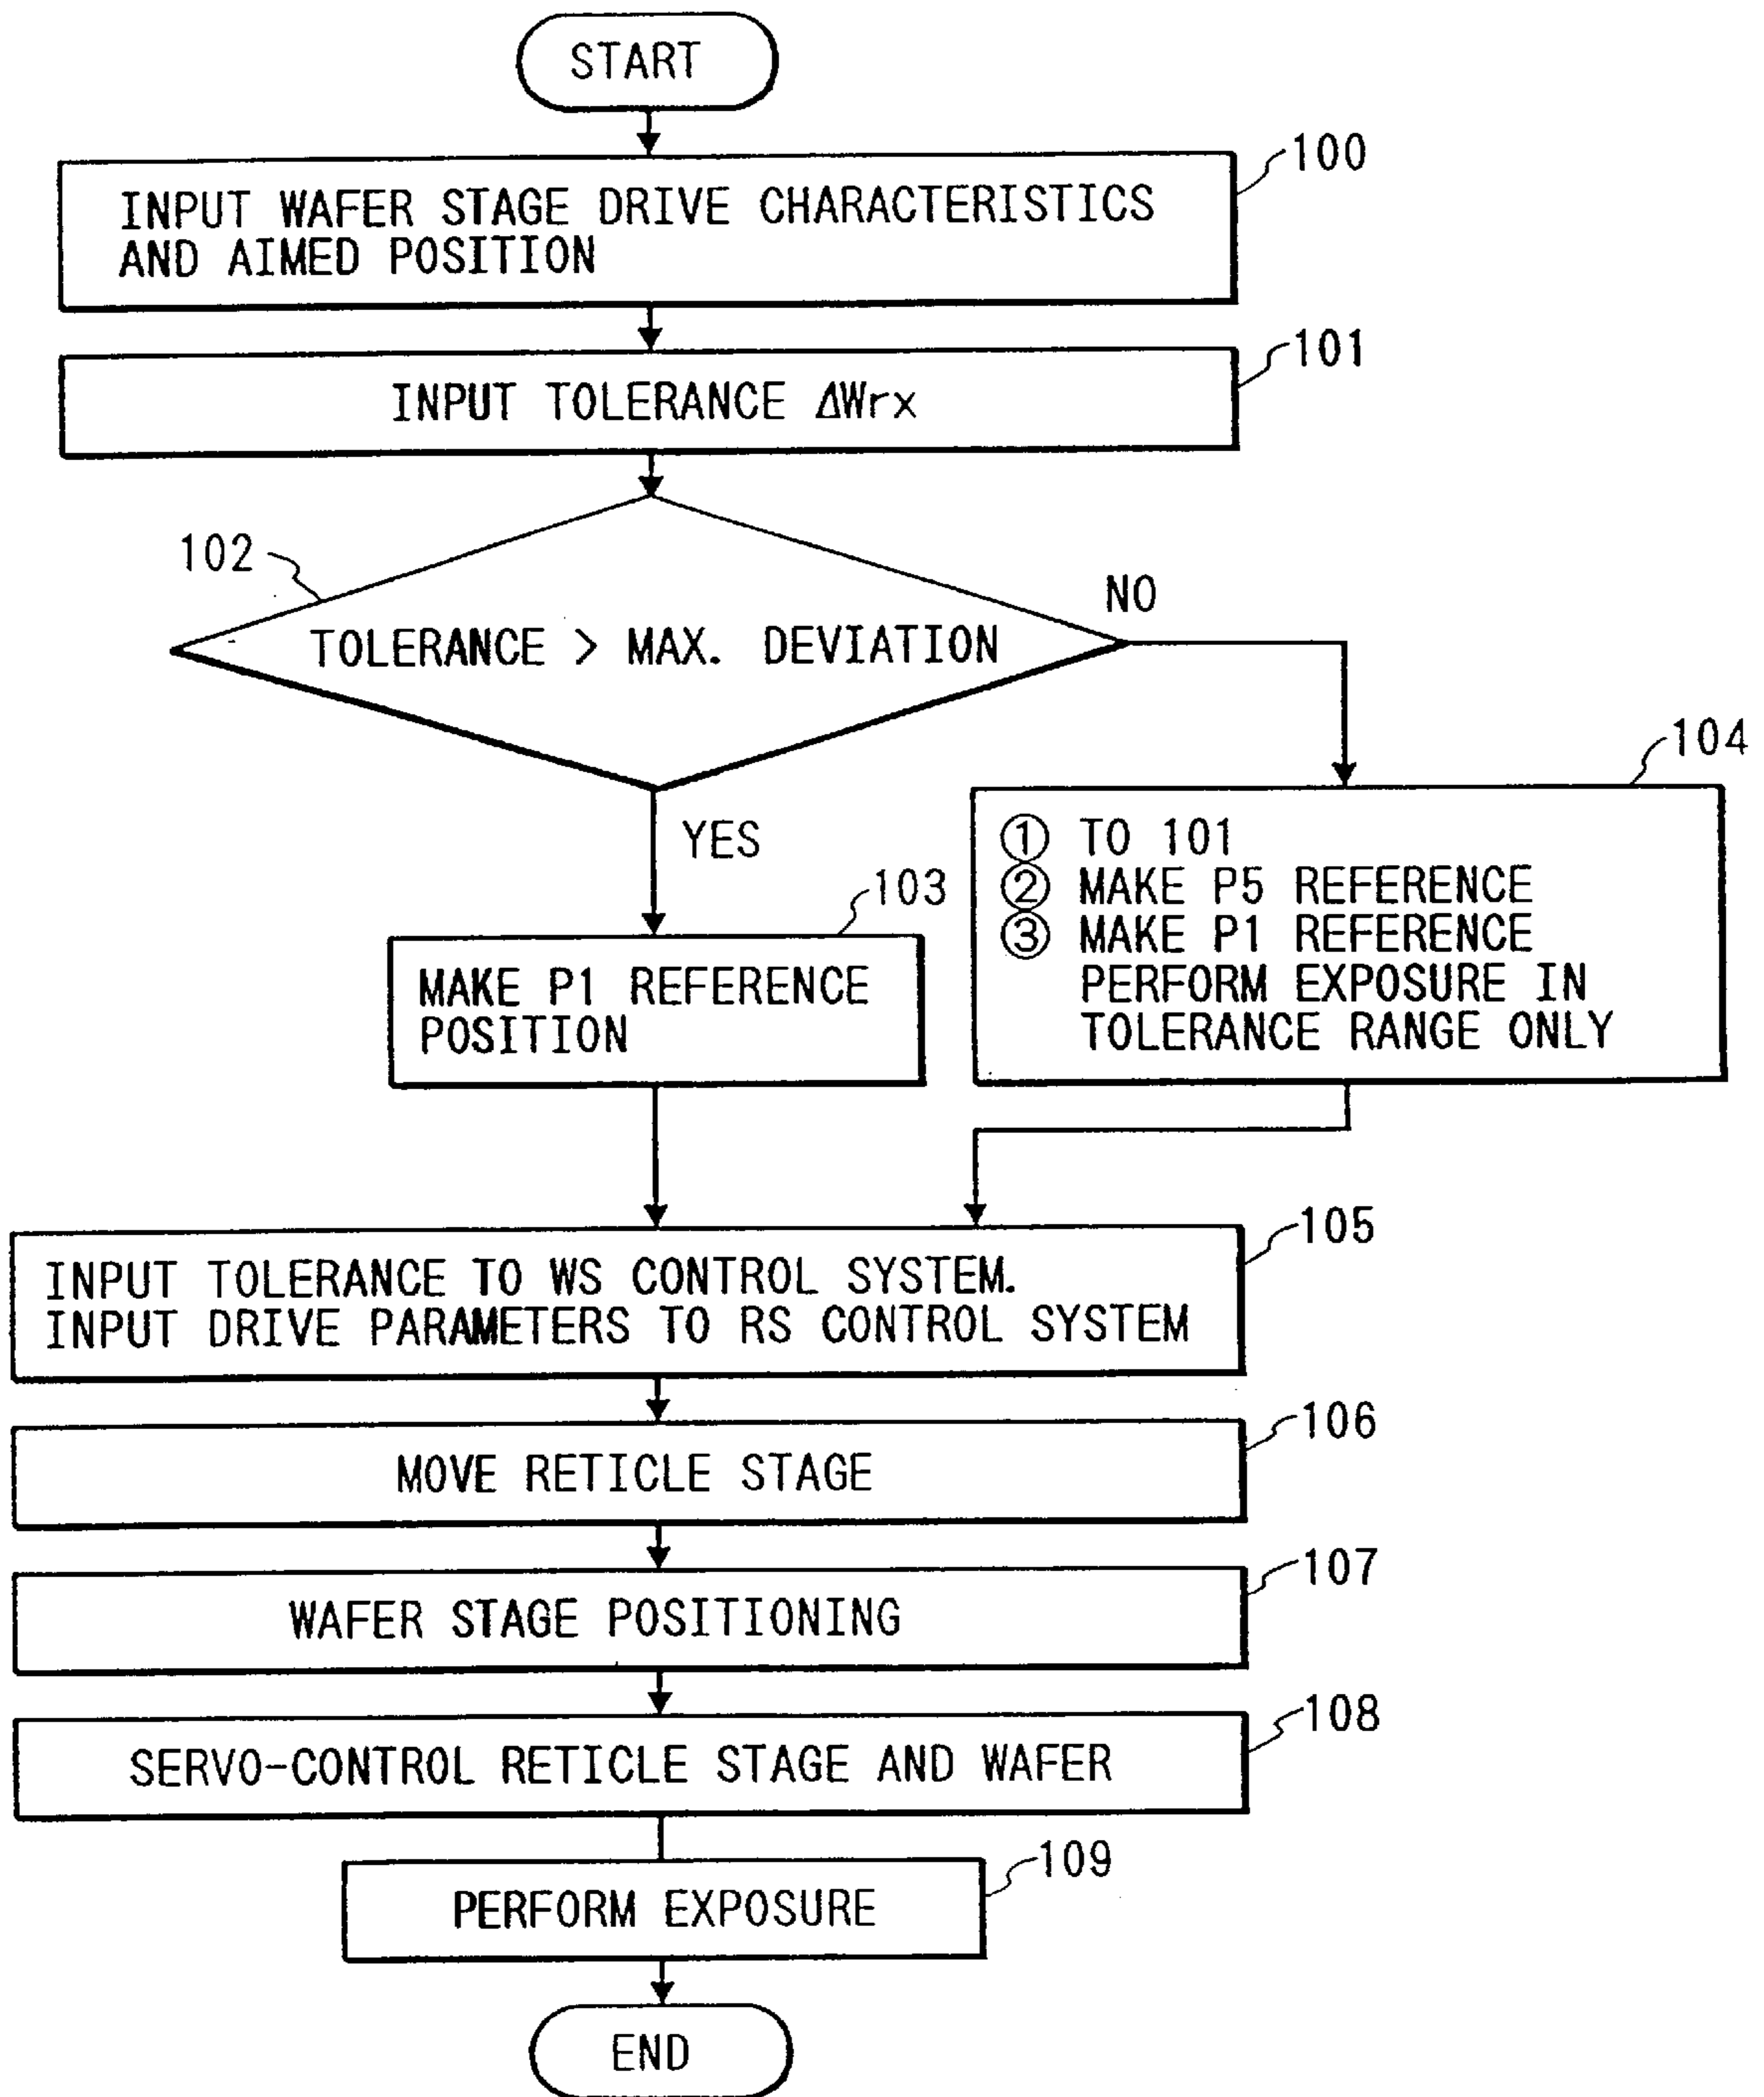 START
100
INPUT WAFER STAGE DRIVE CHARACTERISTICS
AND AIMED POSITION
101
INPUT TOLERANCE ΔWrx
102
TOLERANCE > MAX. DEVIATION
NO
YES
103
MAKE P1 REFERENCE
POSITION
104
① TO 101
② MAKE P5 REFERENCE
③ MAKE P1 REFERENCE
PERFORM EXPOSURE IN
TOLERANCE RANGE ONLY
105
INPUT TOLERANCE TO WS CONTROL SYSTEM.
INPUT DRIVE PARAMETERS TO RS CONTROL SYSTEM
106
MOVE RETICLE STAGE
107
WAFER STAGE POSITIONING
108
SERVO-CONTROL RETICLE STAGE AND WAFER
109
PERFORM EXPOSURE
END